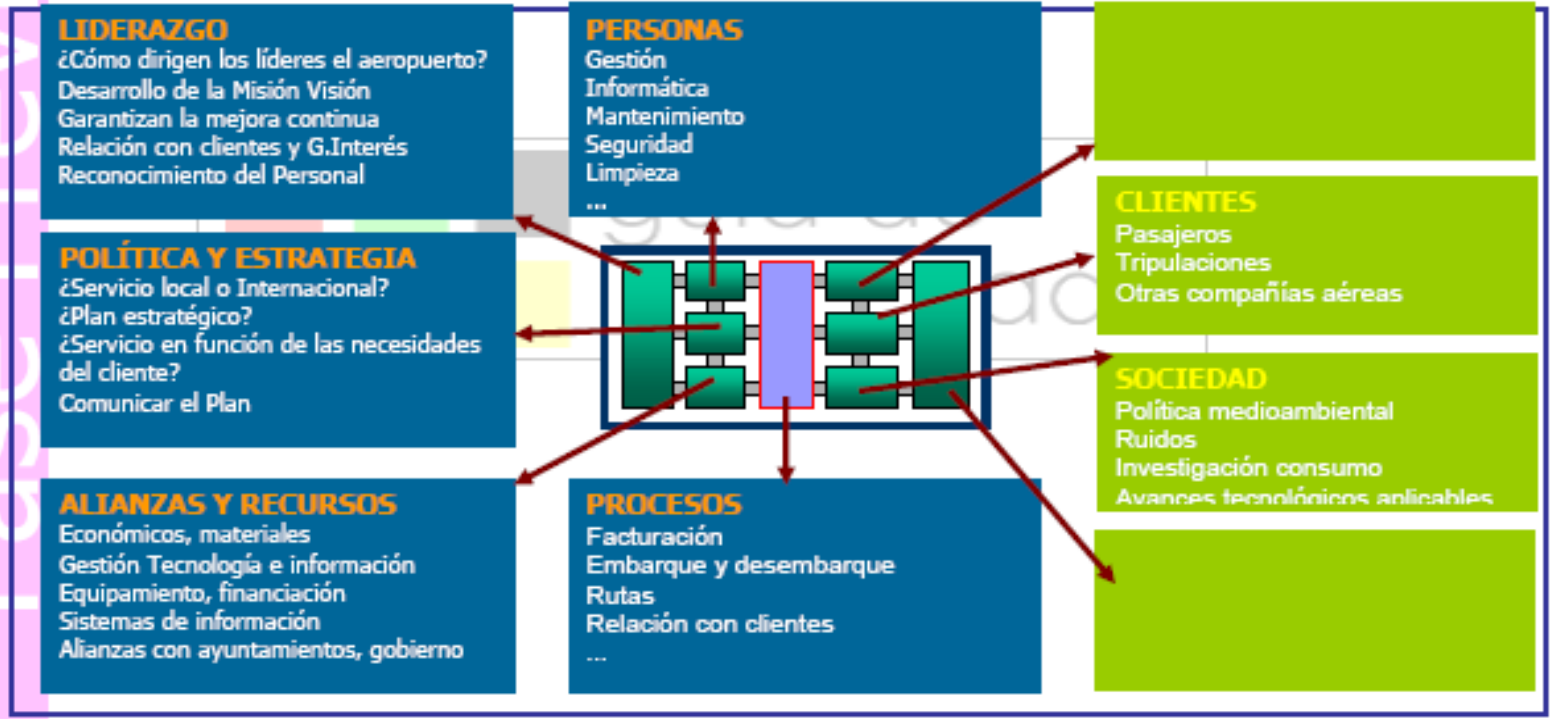 LIDERAZGO
¿Cómo dirigen los líderes el aeropuerto?
Desarrollo de la Misión Visión
Garantizan la mejora continua
Relación con clientes y G.Interés
Reconocimiento del Personal
PERSONAS
Gestión
Informática
Mantenimiento
Seguridad
Limpieza
...
POLÍTICA Y ESTRATEGIA
¿Servicio local o Internacional?
¿Plan estratégico?
¿Servicio en función de las necesidades
del cliente?
Comunicar el Plan
CLIENTES
Pasajeros
Tripulaciones
Otras compañías aéreas
SOCIEDAD
Política medioambiental
Ruidos
Investigación consumo
Avances tecnológicos aplicables
ALIANZAS Y RECURSOS
Económicos, materiales
Gestión Tecnología e información
Equipamiento, financiación
Sistemas de información
Alianzas con ayuntamientos, gobierno
PROCESOS
Facturación
Embarque y desembarque
Rutas
Relación con clientes
...